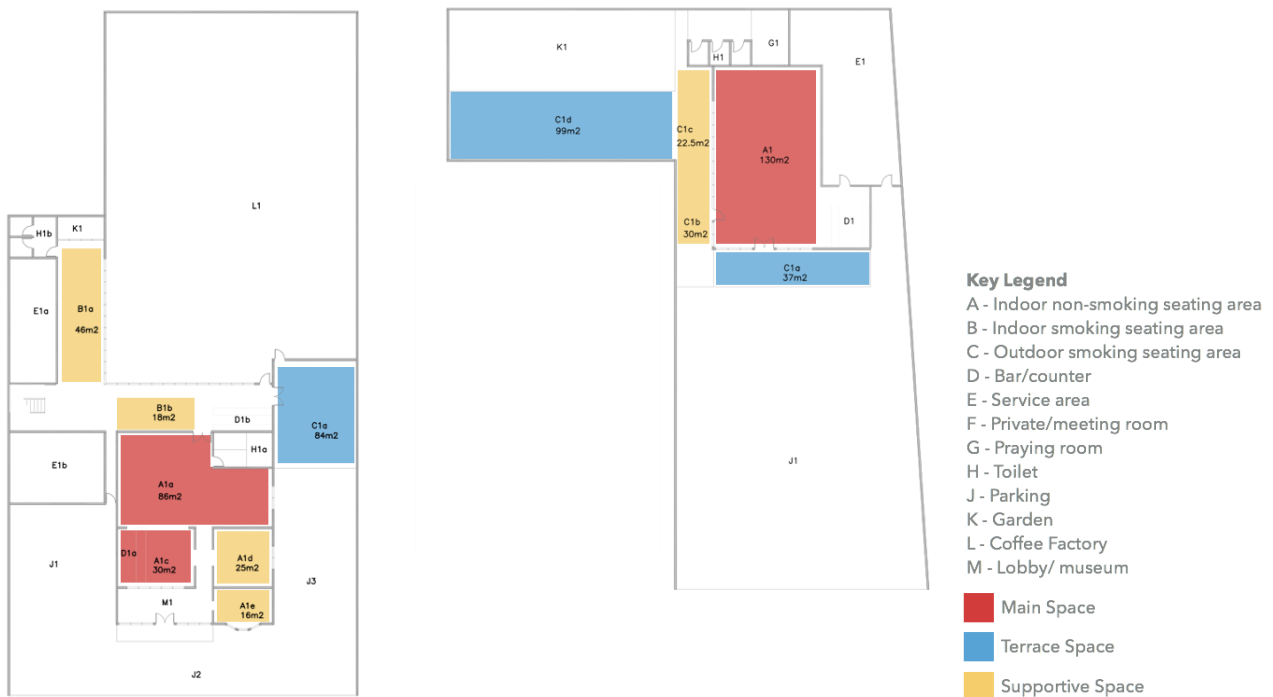 L1
H1b
K1
E1a
B1a
46m2
B1b
18m2
D1b
C1a
84m2
H1a
E1b
A1a
86m2
J1
D1a
A1c
30m2
A1d
25m2
J3
M1
A1e
16m2
J2
K1
G1
H1
E1
C1d
99m2
C1c
22.5m2
A1
130m2
C1b
30m2
D1
C1a
37m2
J1
Key Legend
A - Indoor non-smoking seating area
B - Indoor smoking seating area
C - Outdoor smoking seating area
D - Bar/counter
E - Service area
F - Private/meeting room
G - Praying room
H - Toilet
J - Parking
K - Garden
L - Coffee Factory
M - Lobby/ museum
Main Space
Terrace Space
Supportive Space